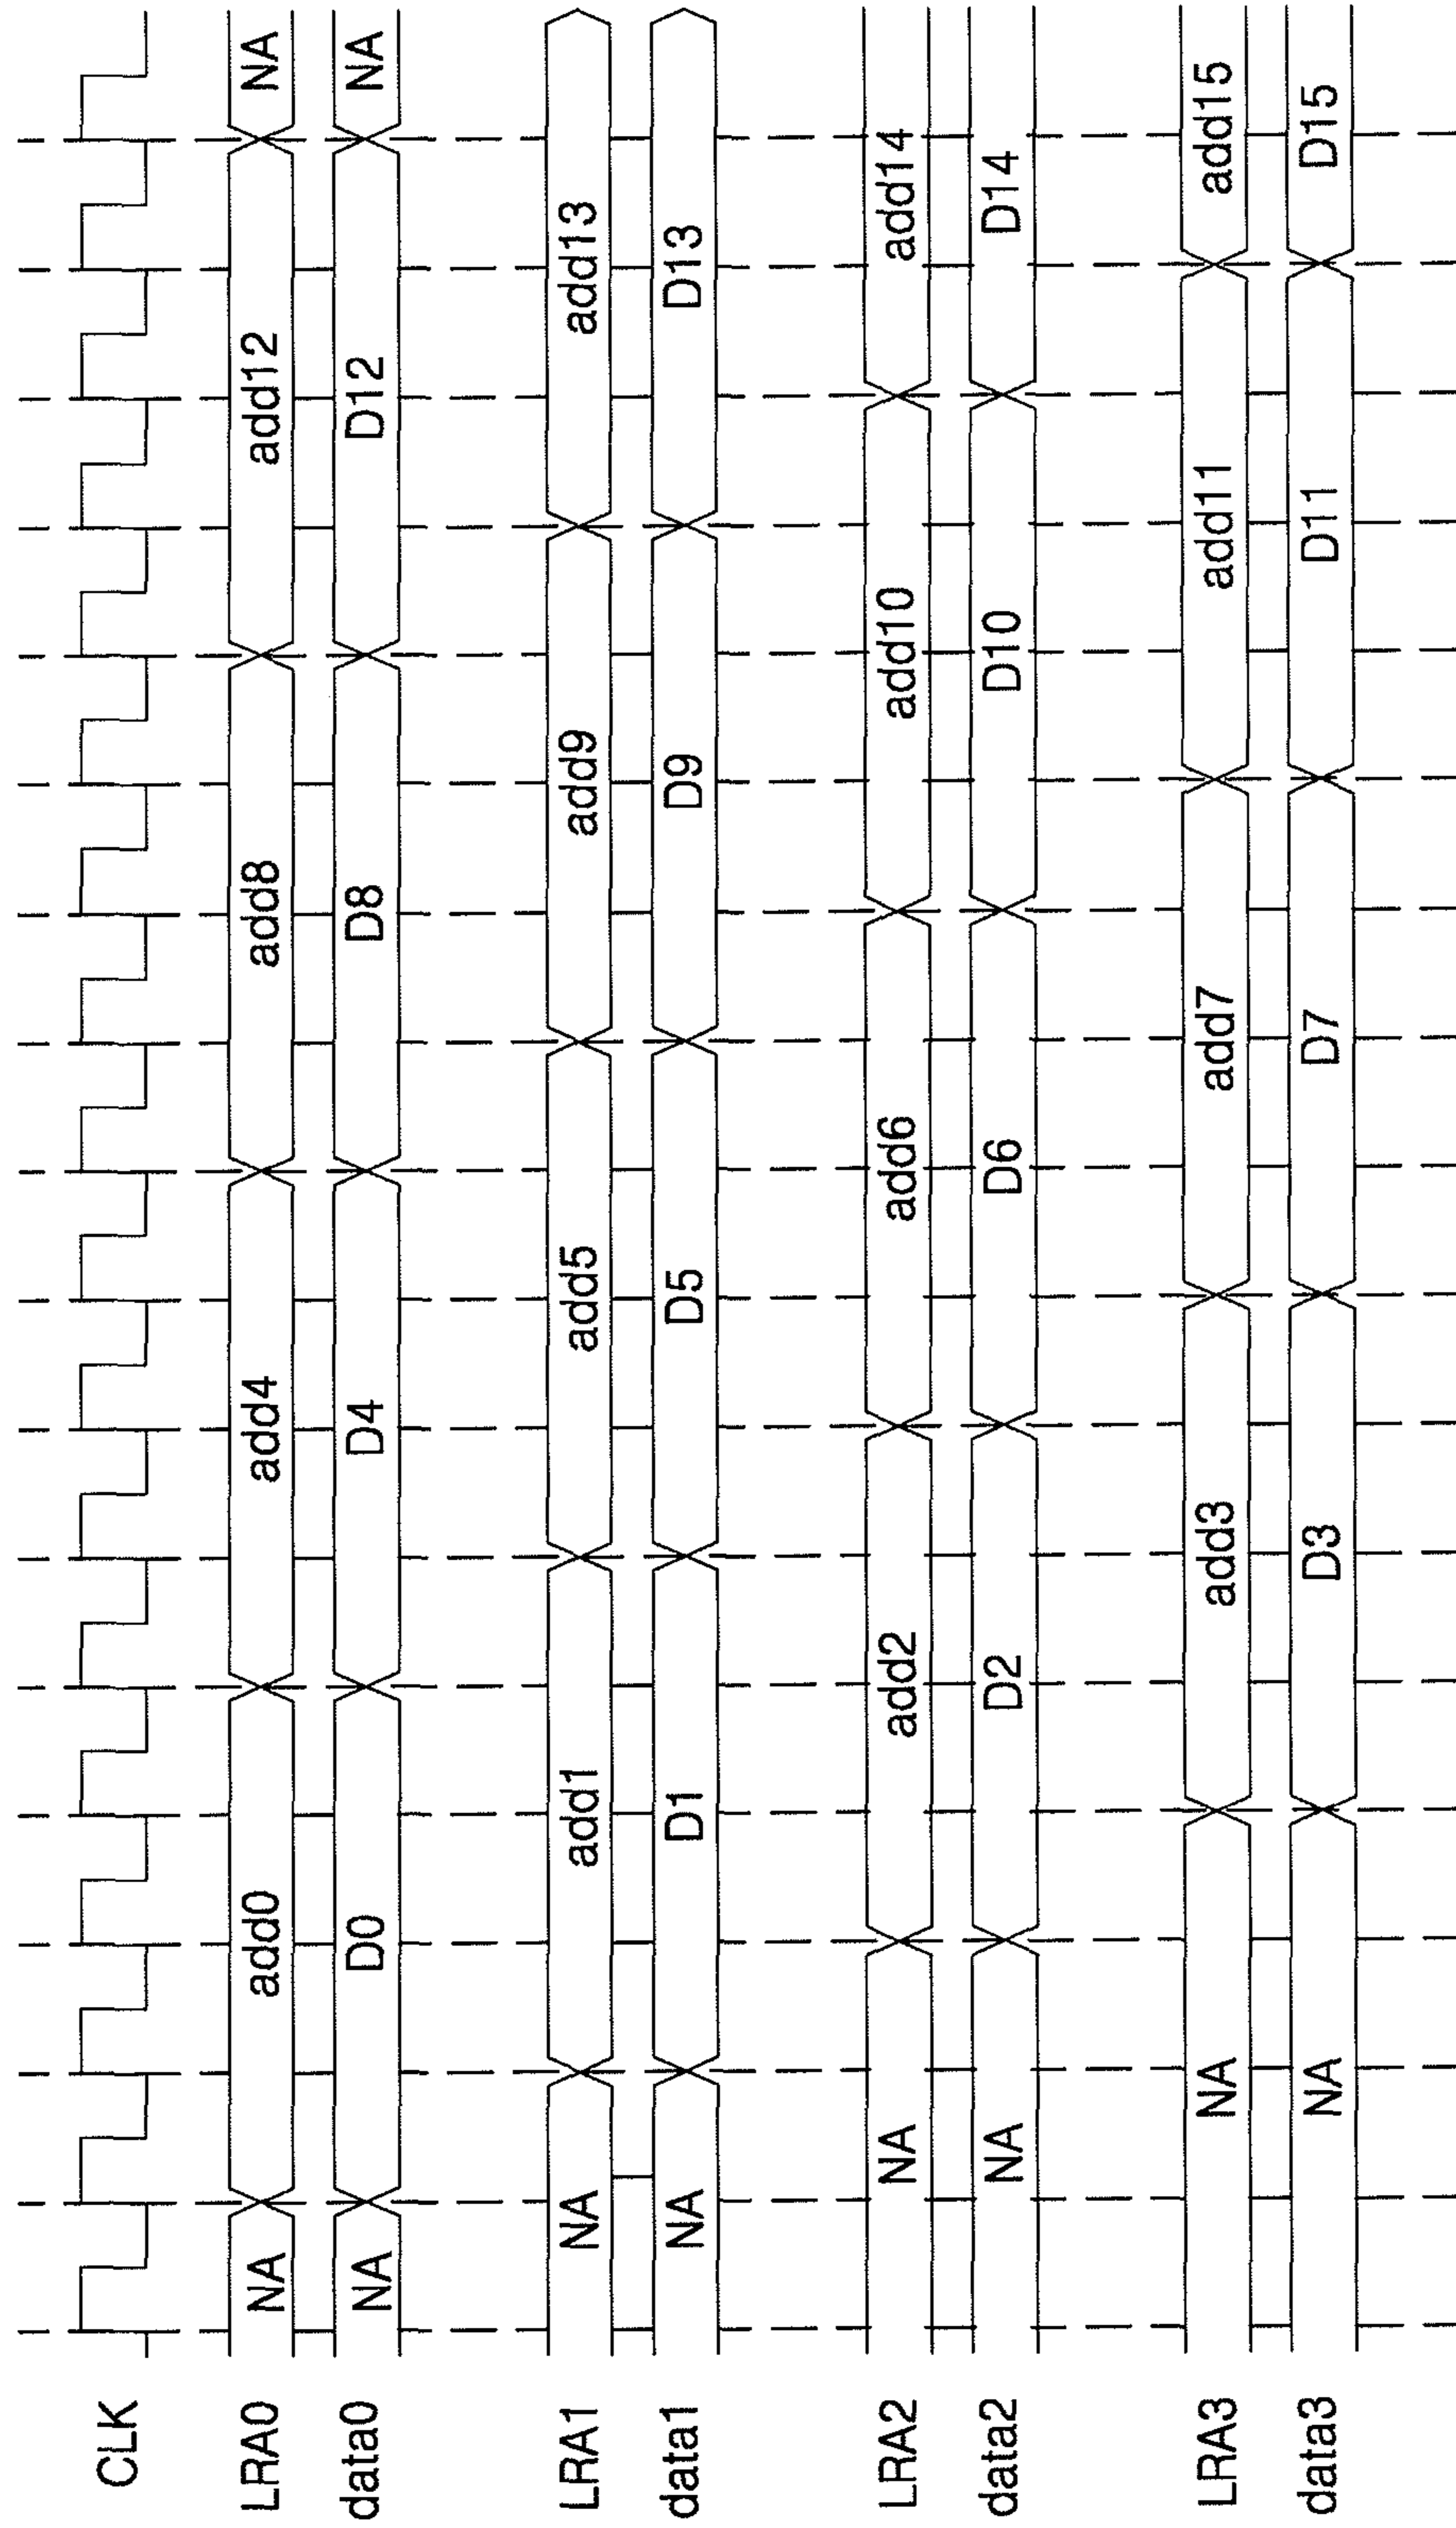 CLK
LRA0 NA add0 add4 add8 add12 NA
data0 NA D0 D4 D8 D12 NA
LRA1 NA add1 add5 add9 add13
data1 NA D1 D5 D9 D13
LRA2 NA add2 add6 add10 add14
data2 NA D2 D6 D10 D14
LRA3 NA add3 add7 add11 add15
data3 NA D3 D7 D11 D15